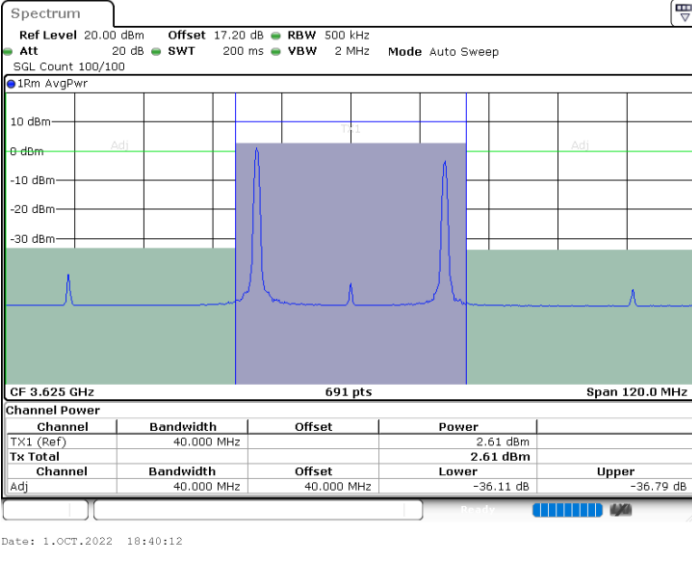 Spectrum
Ref Level 20.00 dBm Offset 17.20 dB RBW 500 kHz
Att 20 dB SWT 200 ms VBW 2 MHz Mode Auto Sweep
SGL Count 100/100
1Rm AvgPwr
10 dBm
TX1
Adj
Adj
0 dBm
-10 dBm
-20 dBm
-30 dBm
CF 3.625 GHz 691 pts Span 120.0 MHz
Channel Power
Channel Bandwidth Offset Power
TX1 (Ref) 40.000 MHz 2.61 dBm
Tx Total 2.61 dBm
Channel Bandwidth Offset Lower Upper
Adj 40.000 MHz 40.000 MHz -36.11 dB -36.79 dB
Ready
Date: 1.OCT.2022 18:40:12